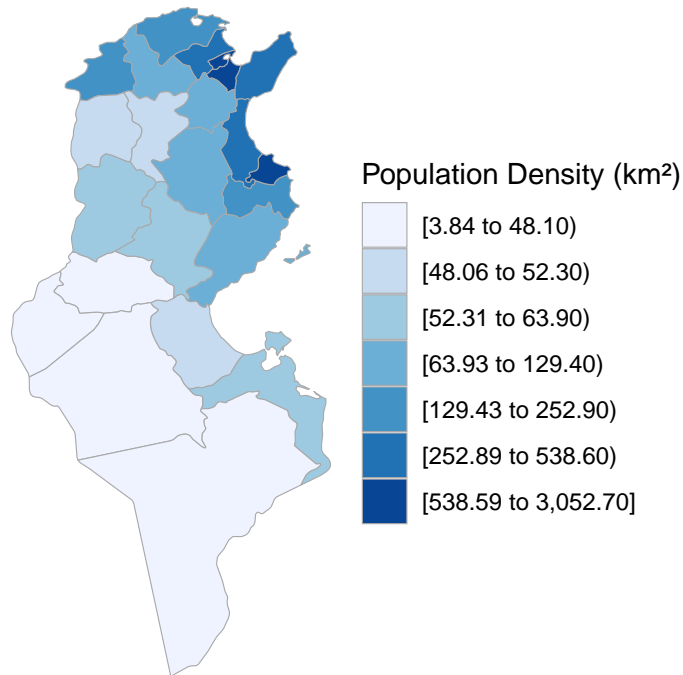 Population Density (km²)
[3.84 to 48.10)
[48.06 to 52.30)
[52.31 to 63.90)
[63.93 to 129.40)
[129.43 to 252.90)
[252.89 to 538.60)
[538.59 to 3,052.70]